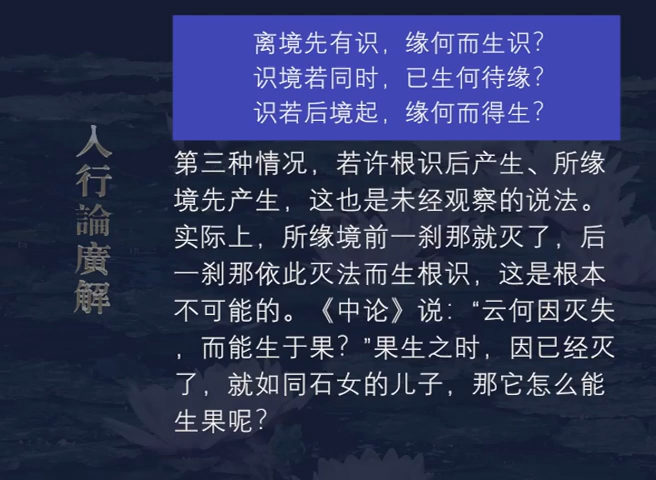 离境先有识，缘何而生识？
识境若同时，已生何待缘？
识若后境起，缘何而得生？
入行論廣解
第三种情况，若许根识后产生、所缘
境先产生，这也是未经观察的说法。
实际上，所缘境前一刹那就灭了，后
一刹那依此灭法而生根识，这是根本
不可能的。《中论》说：“云何因灭失
，而能生于果？”果生之时，因已经灭
了，就如同石女的儿子，那它怎么能
生果呢？